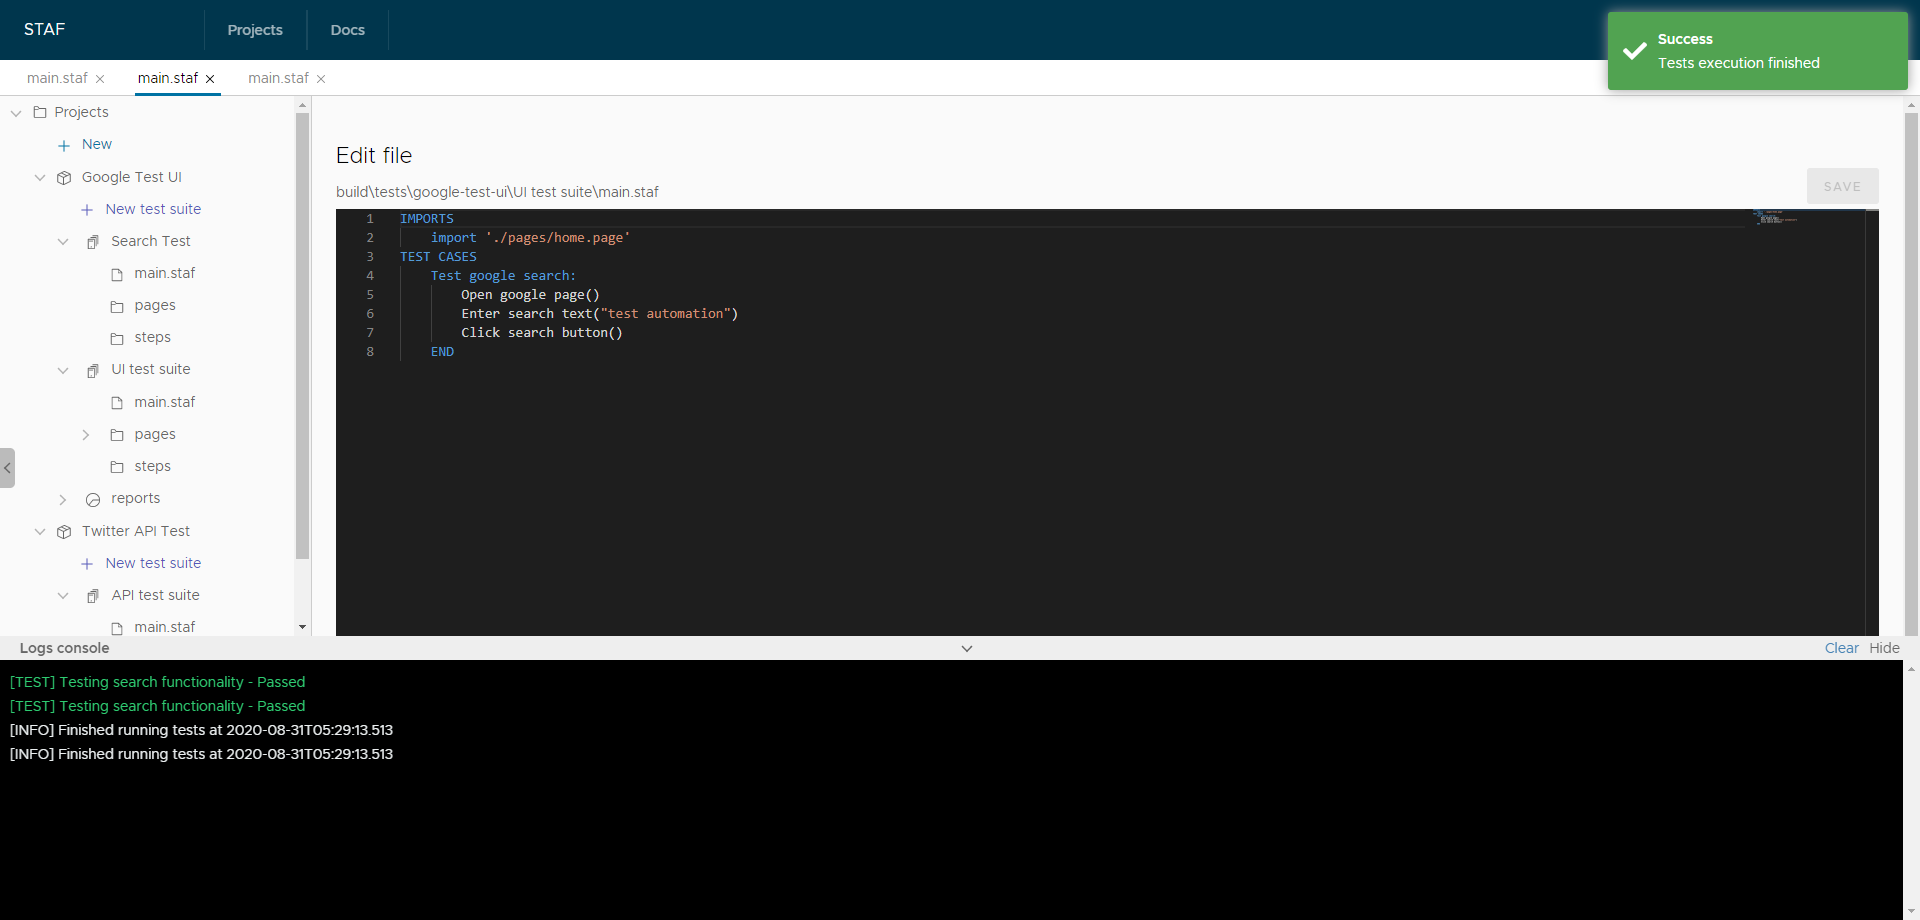 STAF
Projects
Docs
Success
Tests execution finished
main.staf
main.staf
main.staf
Projects
New
Google Test UI
New test suite
Search Test
main.staf
pages
steps
UI test suite
main.staf
pages
steps
reports
Twitter API Test
New test suite
API test suite
main.staf
Edit file
build\tests\google-test-ui\UI test suite\main.staf
SAVE
1 IMPORTS
2 import './pages/home.page'
3 TEST CASES
4 Test google search:
5 Open google page()
6 Enter search text("test automation")
7 Click search button()
8 END
Logs console
Clear Hide
[TEST] Testing search functionality - Passed
[TEST] Testing search functionality - Passed
[INFO] Finished running tests at 2020-08-31T05:29:13.513
[INFO] Finished running tests at 2020-08-31T05:29:13.513